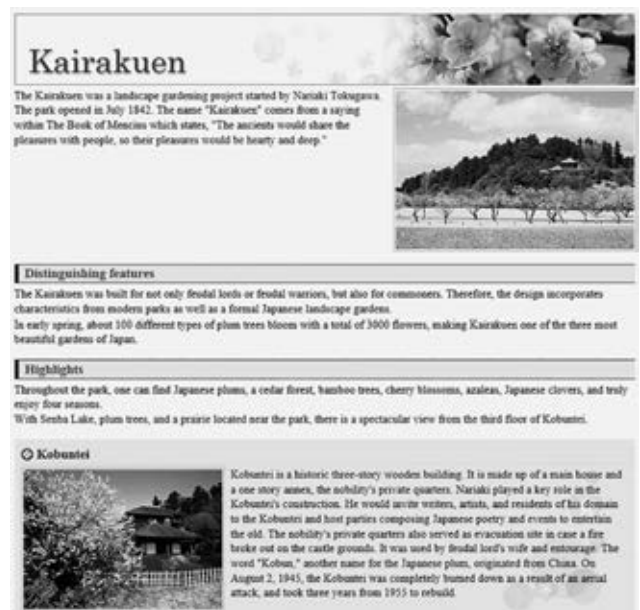 Kairakuen
The Kairakuen was a landscape gardening project started by Nariaki Tokugawa.
The park opened in July 1842. The name "Kairakuen" comes from a saying
within The Book of Mencius which states, "The ancients would share the
pleasures with people, so their pleasures would be hearty and deep."
Distinguishing features
The Kairakuen was built for not only feudal lords or feudal warriors, but also for commoners. Therefore, the design incorporates
characteristics from modern parks as well as a formal Japanese landscape gardens.
In early spring, about 100 different types of plum trees bloom with a total of 3000 flowers, making Kairakuen one of the three most
beautiful gardens of Japan.
Highlights
Throughout the park, one can find Japanese plums, a cedar forest, bamboo trees, cherry blossoms, azaleas, Japanese clovers, and truly
enjoy four seasons.
With Senba Lake, plum trees, and a prairie located near the park, there is a spectacular view from the third floor of Kobuntei.
Kobuntei
Kobuntei is a historic three-story wooden building. It is made up of a main house and
a one story annex, the nobility's private quarters. Nariaki played a key role in the
Kobuntei's construction. He would invite writers, artists, and residents of his domain
to the Kobuntei and host parties composing Japanese poetry and events to entertain
the old. The nobility's private quarters also served as evacuation site in case a fire
broke out on the castle grounds. It was used by feudal lord's wife and entourage. The
word "Kobun," another name for the Japanese plum, originated from China. On
August 2, 1945, the Kobuntei was completely burned down as a result of an aerial
attack, and took three years from 1955 to rebuild.